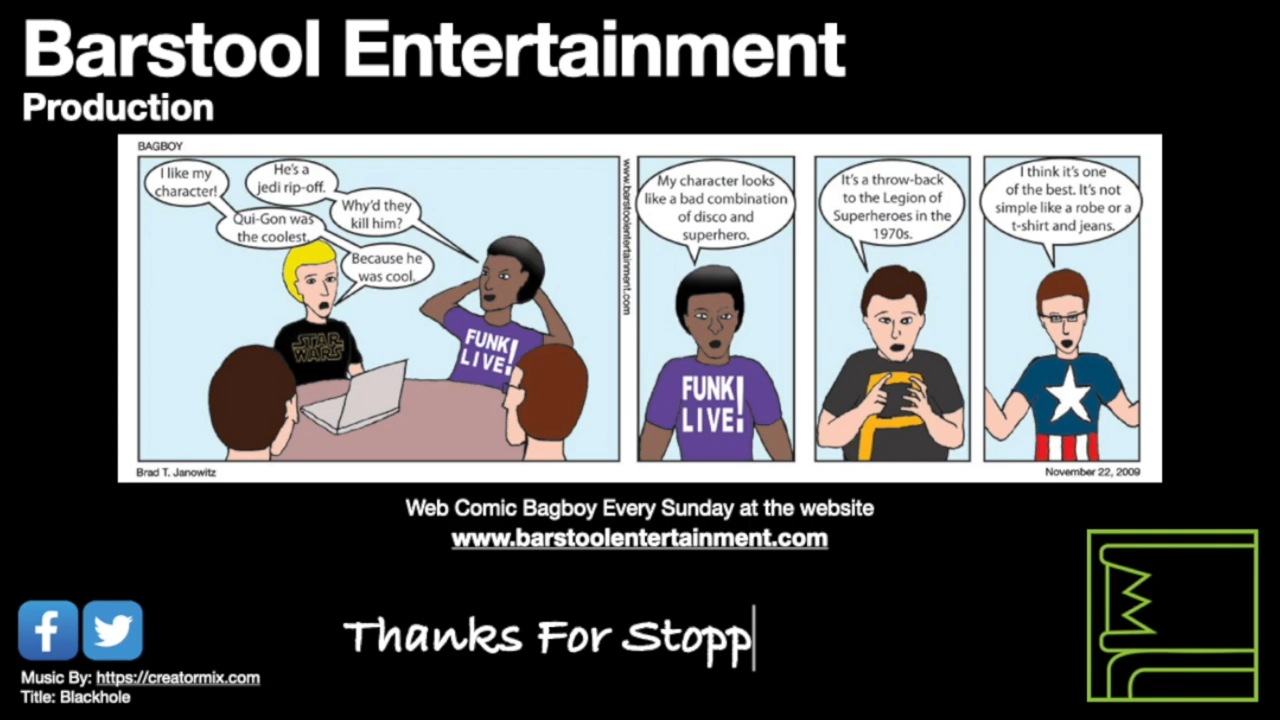 Barstool Entertainment
Production
BAGBOY
I like my
character!
He's a
jedi rip-off.
Qui-Gon was
the coolest.
Why'd they
kill him?
Because he
was cool.
STAR
WARS
FUNK
LIVE!
www.barstoolentertainment.com
My character looks
like a bad combination
of disco and
superhero.
FUNK
LIVE!
It's a throw-back
to the Legion of
Superheroes in the
1970s.
I think it's one
of the best. It's not
simple like a robe or a
t-shirt and jeans.
Brad T. Janowitz
November 22, 2009
Web Comic Bagboy Every Sunday at the website
www.barstoolentertainment.com
Thanks For Stopp
Music By: https://creatormix.com
Title: Blackhole